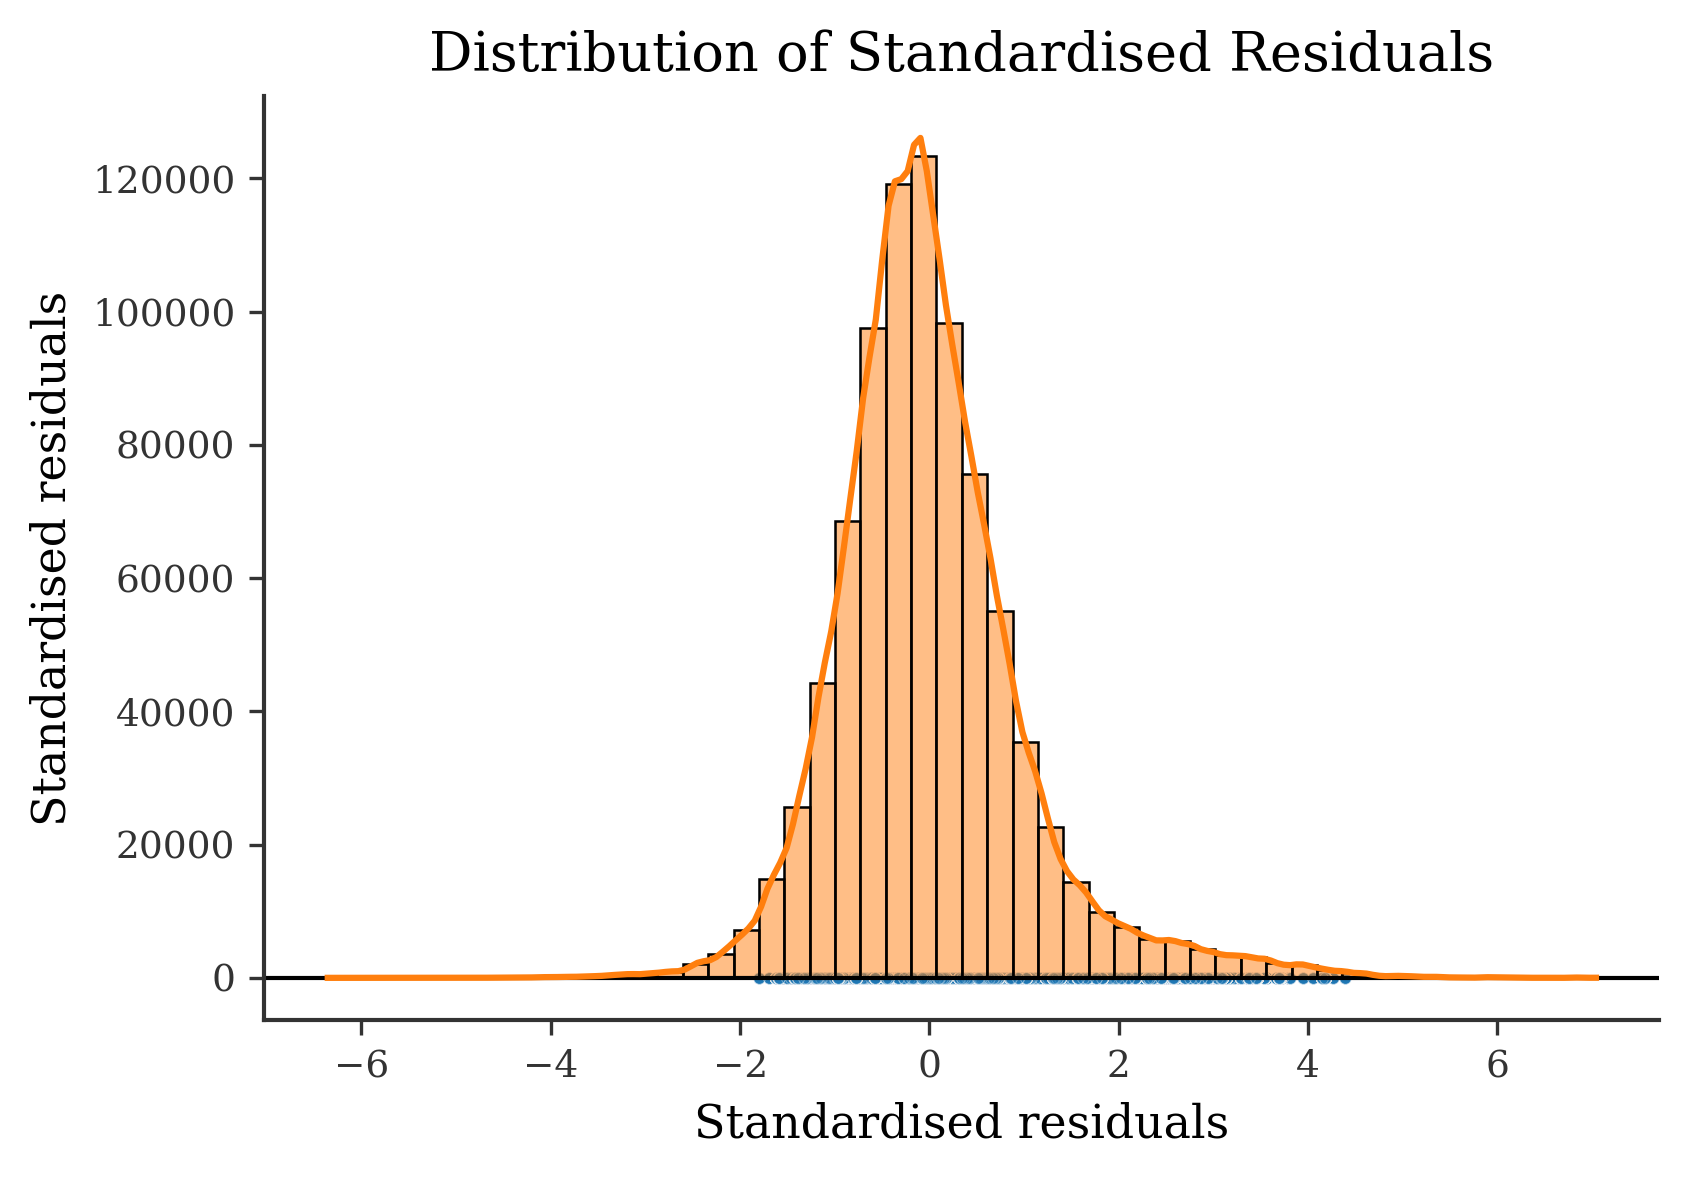 Distribution of Standardised Residuals
Standardised residuals
120000
100000
80000
60000
40000
20000
0
−6 −4 −2 0 2 4 6
Standardised residuals